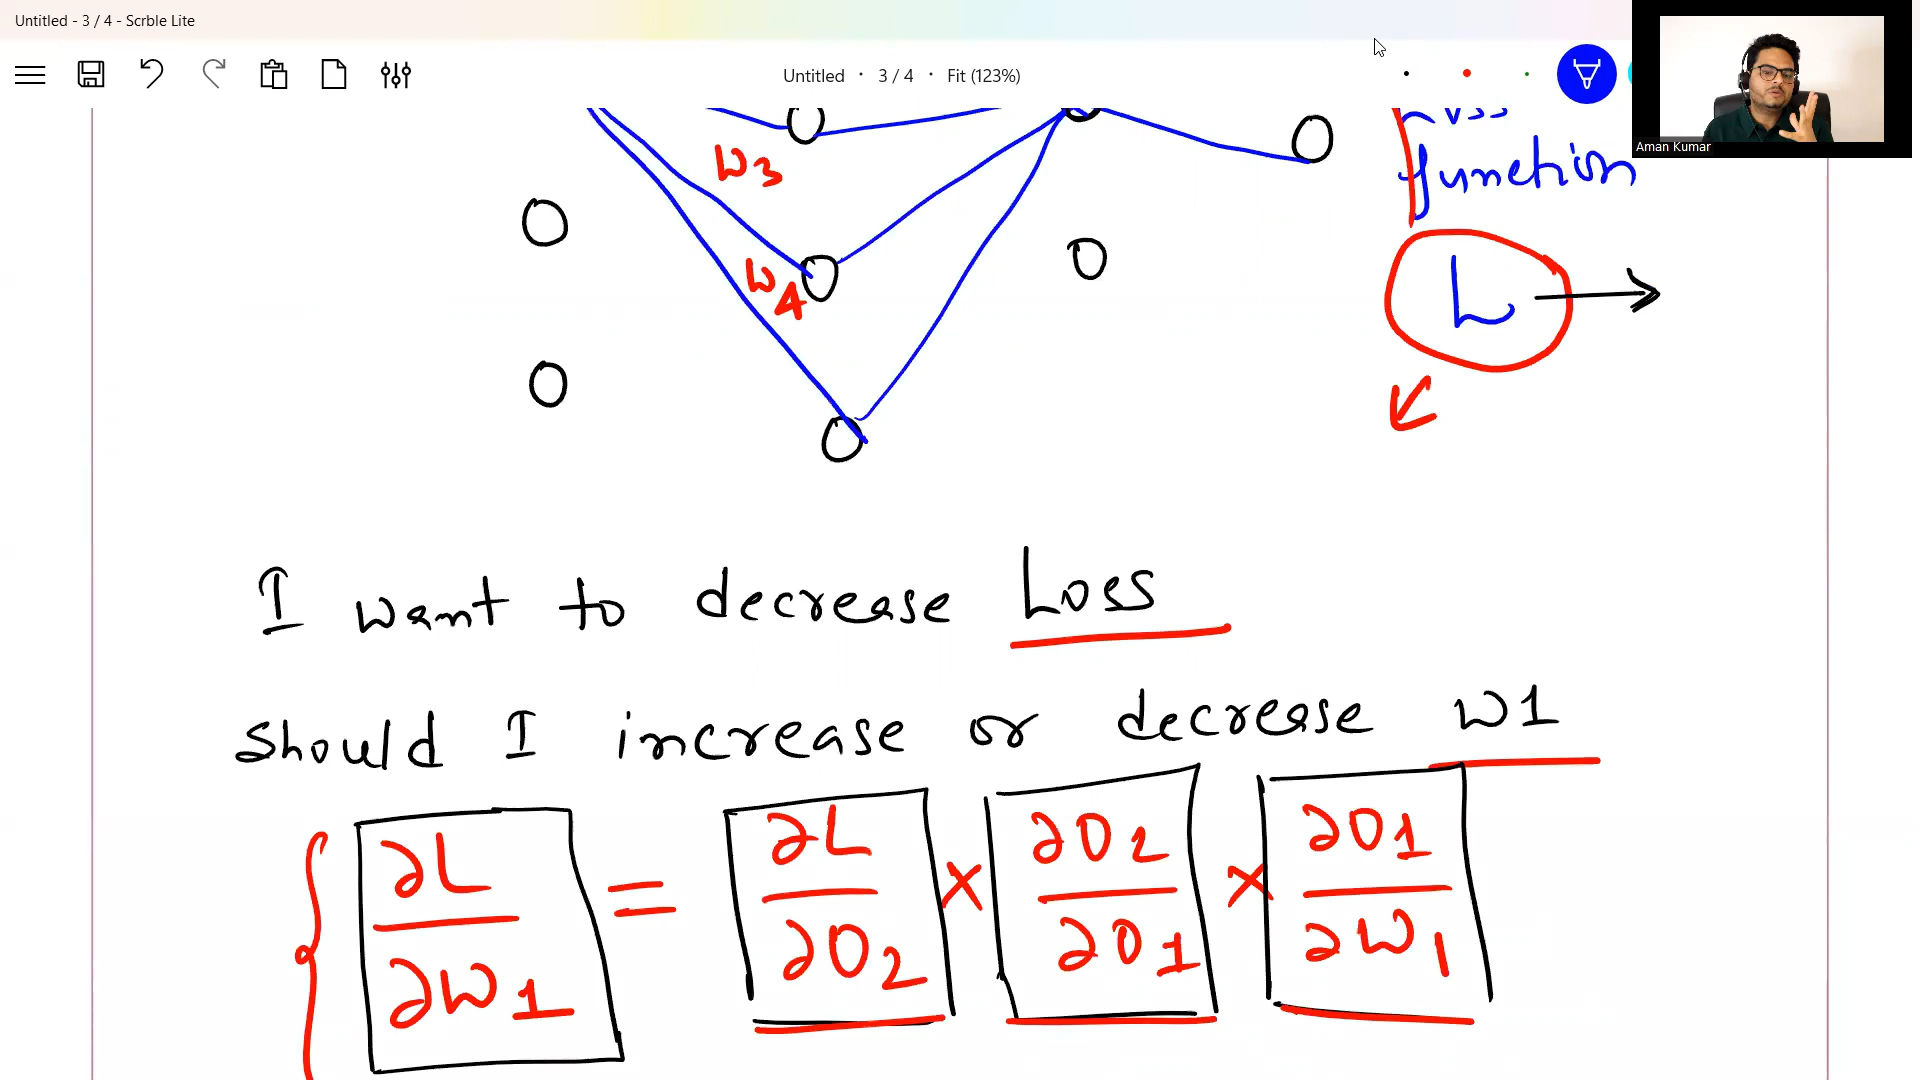 Untitled - 3 / 4 - Scrble Lite
Untitled • 3 / 4 • Fit (123%)
Aman Kumar
W3
function
W4
L
I want to decrease Loss
should I increase or decrease W1
∂L/∂W1 = ∂L/∂O2 × ∂O2/∂O1 × ∂O1/∂W1